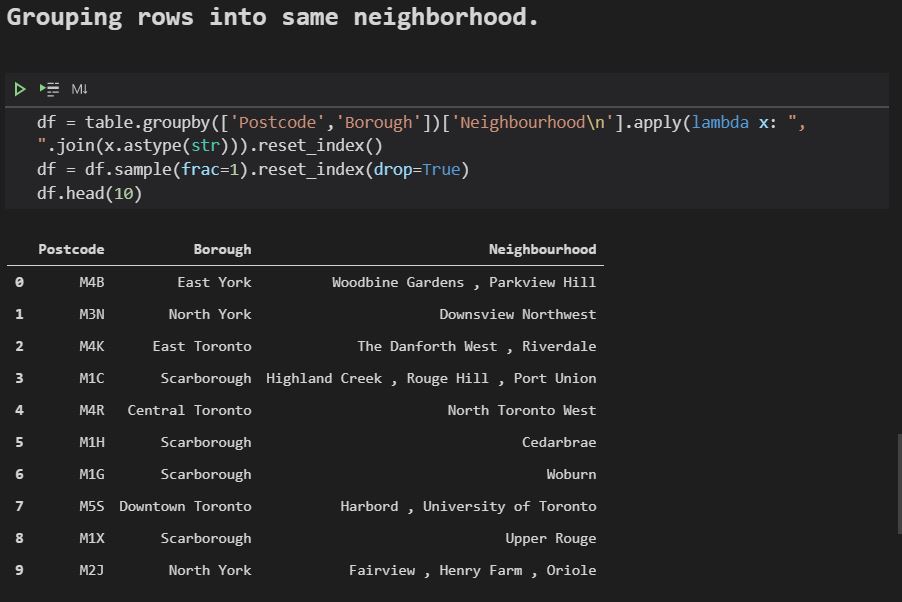 Grouping rows into same neighborhood.
M↓
df = table.groupby(['Postcode','Borough'])['Neighbourhood\n'].apply(lambda x: ",
".join(x.astype(str))).reset_index()
df = df.sample(frac=1).reset_index(drop=True)
df.head(10)
Postcode Borough Neighbourhood
0 M4B East York Woodbine Gardens , Parkview Hill
1 M3N North York Downsview Northwest
2 M4K East Toronto The Danforth West , Riverdale
3 M1C Scarborough Highland Creek , Rouge Hill , Port Union
4 M4R Central Toronto North Toronto West
5 M1H Scarborough Cedarbrae
6 M1G Scarborough Woburn
7 M5S Downtown Toronto Harbord , University of Toronto
8 M1X Scarborough Upper Rouge
9 M2J North York Fairview , Henry Farm , Oriole